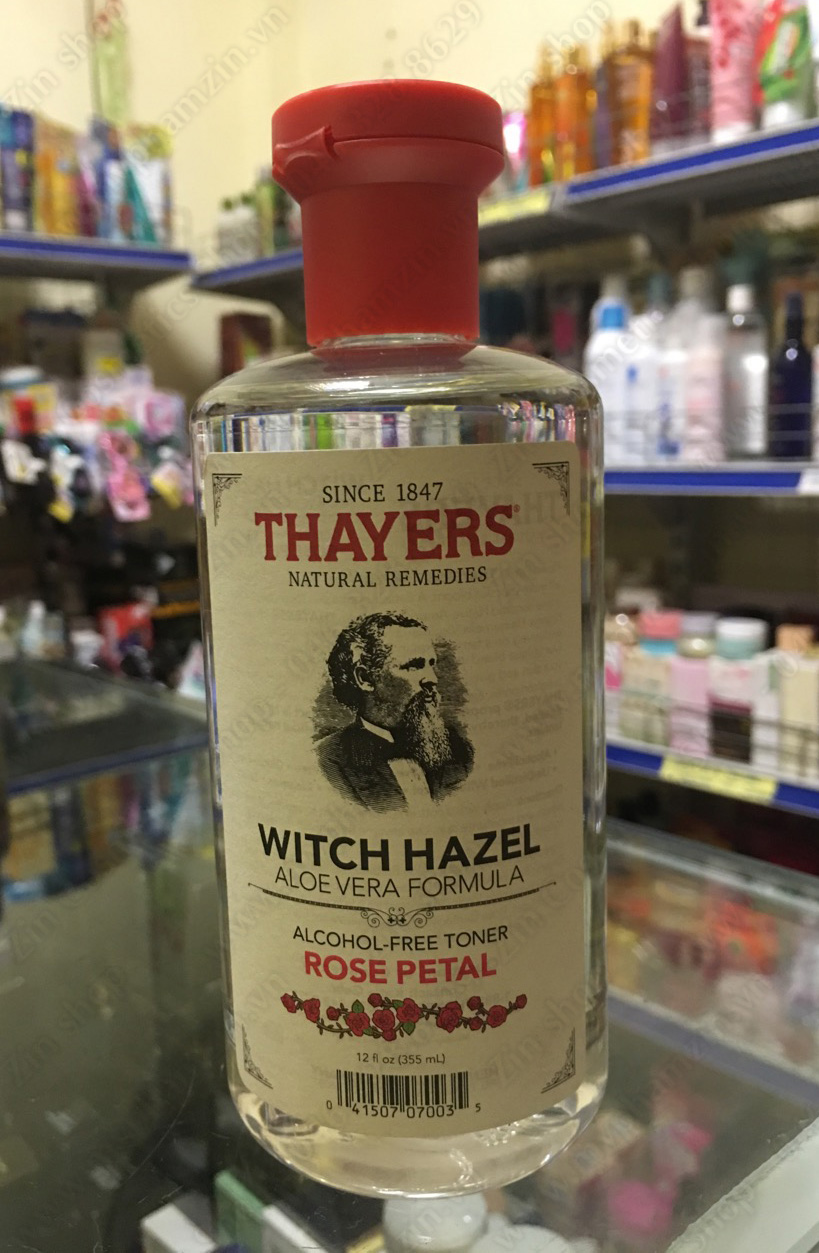 SINCE 1847
THAYERS®
NATURAL REMEDIES
WITCH HAZEL
ALOE VERA FORMULA
ALCOHOL-FREE TONER
ROSE PETAL
12 fl oz (355 mL)
0 41507 07003 5